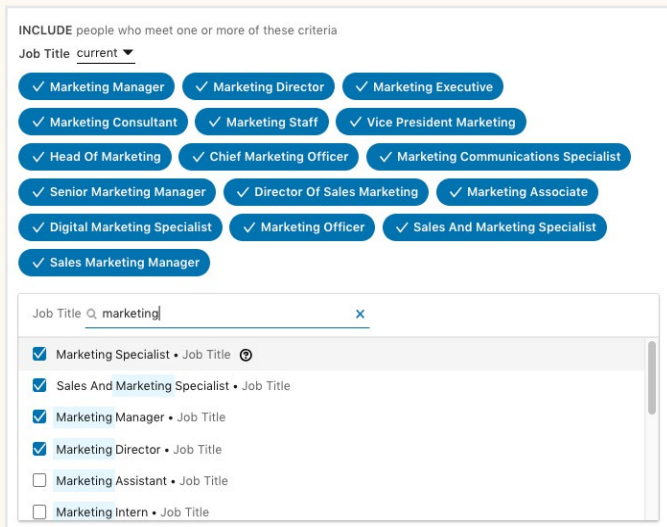 INCLUDE people who meet one or more of these criteria
Job Title current
Marketing Manager Marketing Director Marketing Executive
Marketing Consultant Marketing Staff Vice President Marketing
Head Of Marketing Chief Marketing Officer Marketing Communications Specialist
Senior Marketing Manager Director Of Sales Marketing Marketing Associate
Digital Marketing Specialist Marketing Officer Sales And Marketing Specialist
Sales Marketing Manager
Job Title marketing
Marketing Specialist • Job Title
Sales And Marketing Specialist • Job Title
Marketing Manager • Job Title
Marketing Director • Job Title
Marketing Assistant • Job Title
Marketing Intern • Job Title